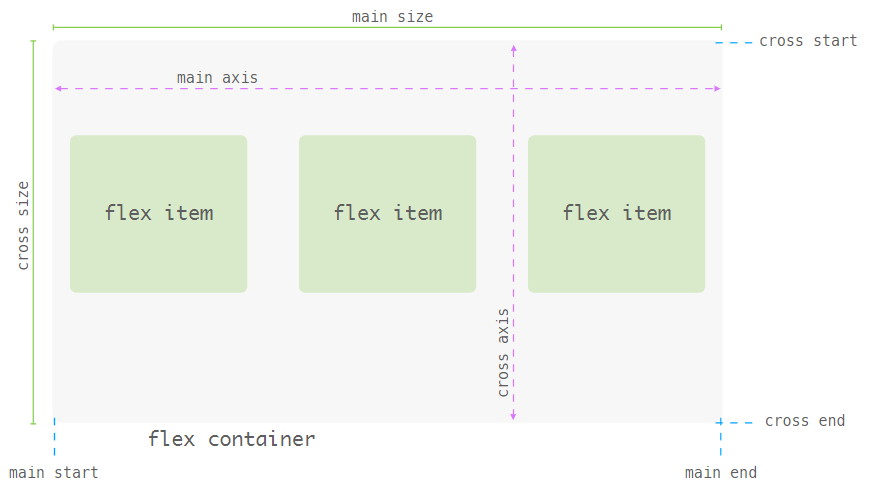 main size
cross start
main axis
cross size
flex item
flex item
flex item
cross axis
cross end
flex container
main start
main end